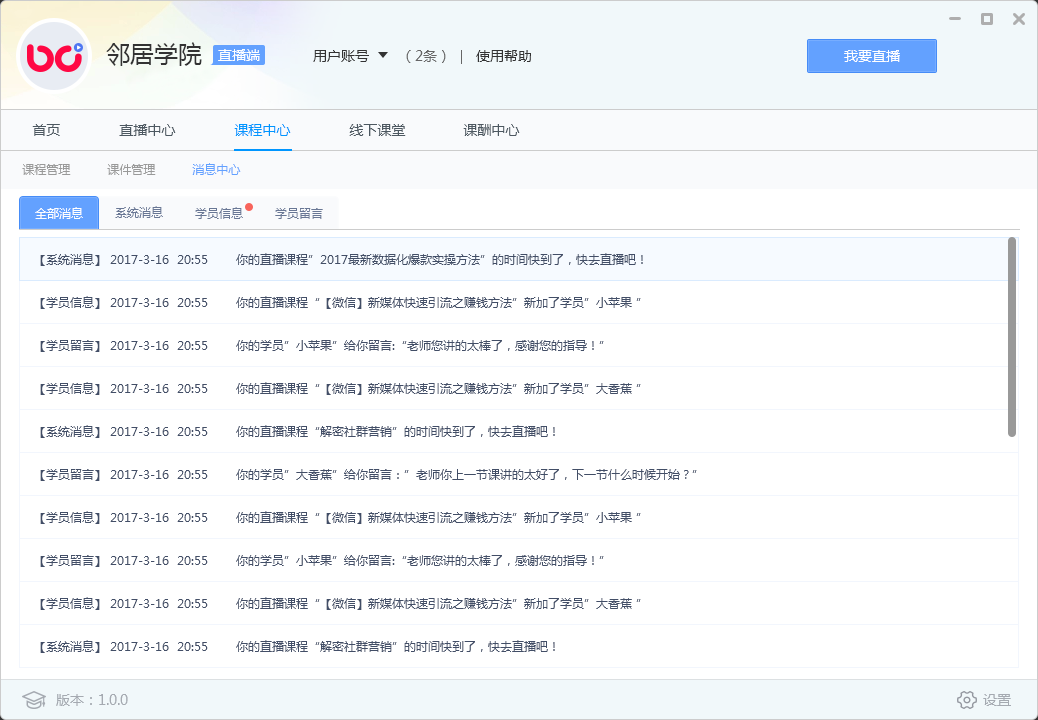 邻居学院 直播端
用户账号 （2条） | 使用帮助
我要直播
首页 直播中心 课程中心 线下课堂 课酬中心
课程管理 课件管理 消息中心
全部消息 系统消息 学员信息 学员留言
【系统消息】 2017-3-16 20:55 你的直播课程”2017最新数据化爆款实操方法”的时间快到了，快去直播吧！
【学员信息】 2017-3-16 20:55 你的直播课程“【微信】新媒体快速引流之赚钱方法”新加了学员”小苹果 ”
【学员留言】 2017-3-16 20:55 你的学员”小苹果”给你留言:“老师您讲的太棒了，感谢您的指导！”
【学员信息】 2017-3-16 20:55 你的直播课程“【微信】新媒体快速引流之赚钱方法”新加了学员”大香蕉 ”
【系统消息】 2017-3-16 20:55 你的直播课程“解密社群营销”的时间快到了，快去直播吧！
【学员留言】 2017-3-16 20:55 你的学员”大香蕉”给你留言：”老师你上一节课讲的太好了，下一节什么时候开始？”
【学员信息】 2017-3-16 20:55 你的直播课程“【微信】新媒体快速引流之赚钱方法”新加了学员”小苹果 ”
【学员留言】 2017-3-16 20:55 你的学员”小苹果”给你留言:“老师您讲的太棒了，感谢您的指导！”
【学员信息】 2017-3-16 20:55 你的直播课程“【微信】新媒体快速引流之赚钱方法”新加了学员”大香蕉 ”
【系统消息】 2017-3-16 20:55 你的直播课程“解密社群营销”的时间快到了，快去直播吧！
版本：1.0.0 设置